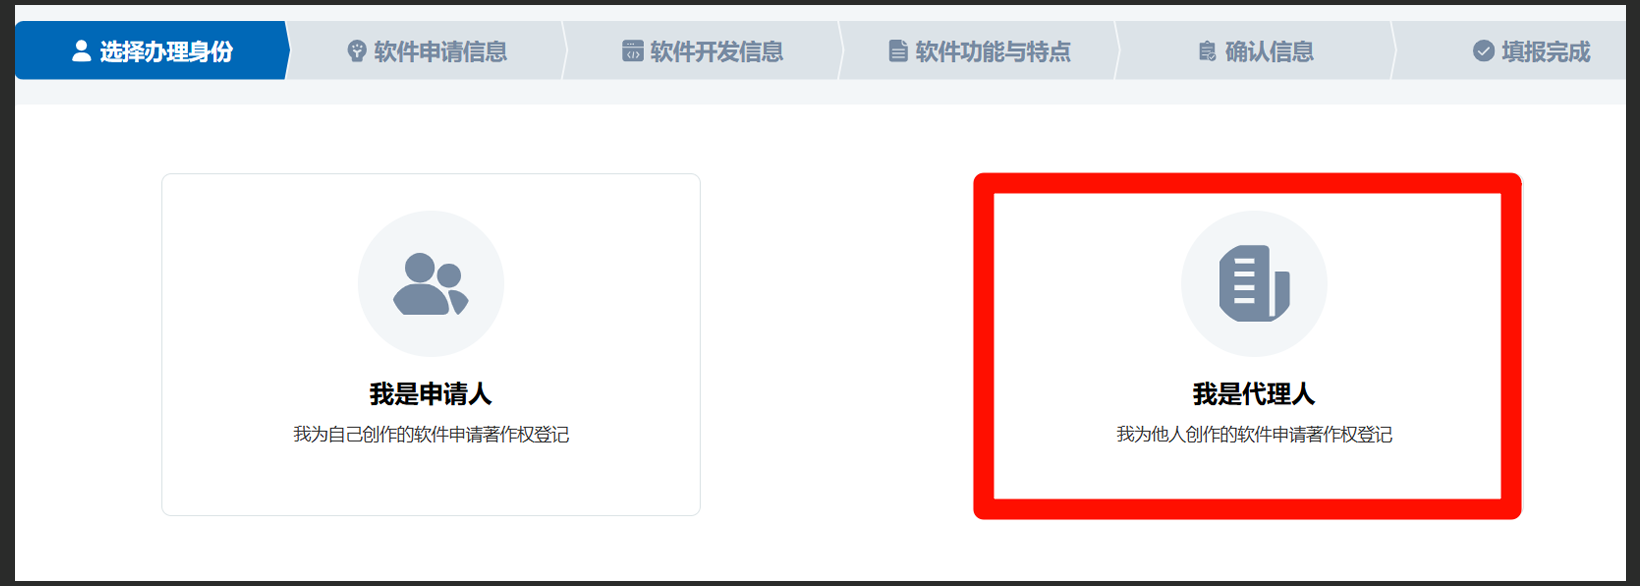 选择办理身份
软件申请信息
软件开发信息
软件功能与特点
确认信息
填报完成
我是申请人
我为自己创作的软件申请著作权登记
我是代理人
我为他人创作的软件申请著作权登记